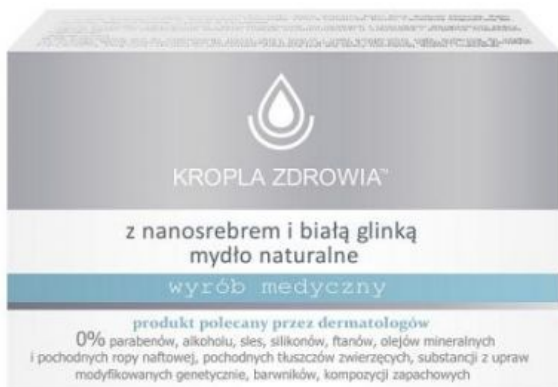 KROPLA ZDROWIA™
z nanosrebrem i białą glinką
mydło naturalne
wyrób medyczny
produkt polecany przez dermatologów
0% parabenów, alkoholu, sles, silikonów, ftanów, olejów mineralnych
i pochodnych ropy naftowej, pochodnych tłuszczów zwierzęcych, substancji z upraw
modyfikowanych genetycznie, barwników, kompozycji zapachowych